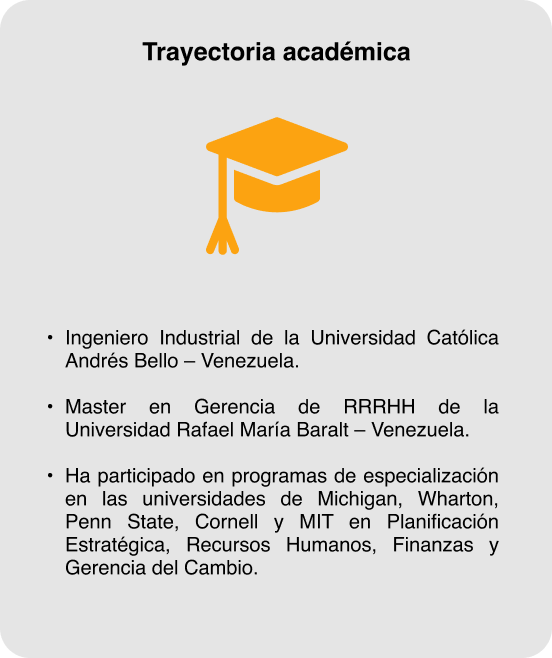 Trayectoria académica
• Ingeniero Industrial de la Universidad Católica
Andrés Bello – Venezuela.
• Master en Gerencia de RRRHH de la
Universidad Rafael María Baralt – Venezuela.
• Ha participado en programas de especialización
en las universidades de Michigan, Wharton,
Penn State, Cornell y MIT en Planificación
Estratégica, Recursos Humanos, Finanzas y
Gerencia del Cambio.